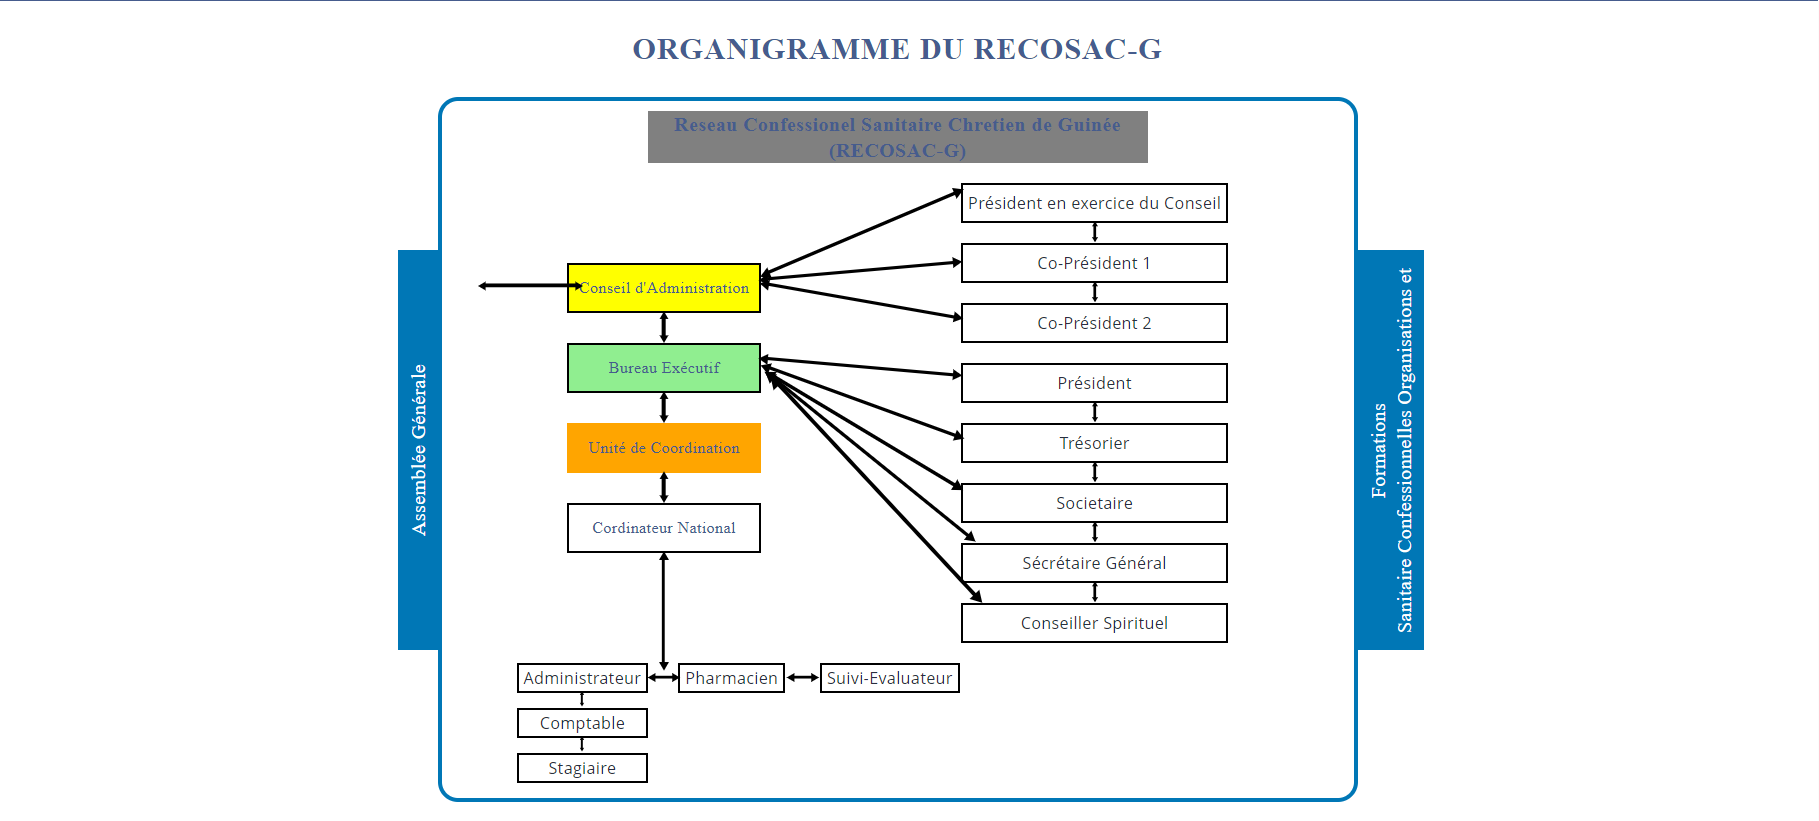 ORGANIGRAMME DU RECOSAC-G
Reseau Confessionel Sanitaire Chretien de Guinée
(RECOSAC-G)
Assemblée Générale
Conseil d'Administration
Bureau Exécutif
Unité de Coordination
Cordinateur National
Président en exercice du Conseil
Co-Président 1
Co-Président 2
Président
Trésorier
Societaire
Sécrétaire Général
Conseiller Spirituel
Administrateur
Pharmacien
Suivi-Evaluateur
Comptable
Stagiaire
Formations
Sanitaire Confessionnelles Organisations et